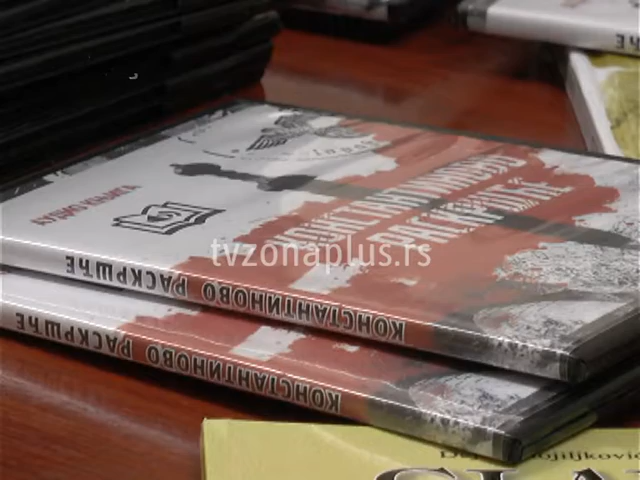 АУДИО КЊИГА
КОНСТАНТИНОВО
РАСКРШЋЕ
tvzonaplus.rs
КОНСТАНТИНОВО РАСКРШЋЕ
КОНСТАНТИНОВО РАСКРШЋЕ